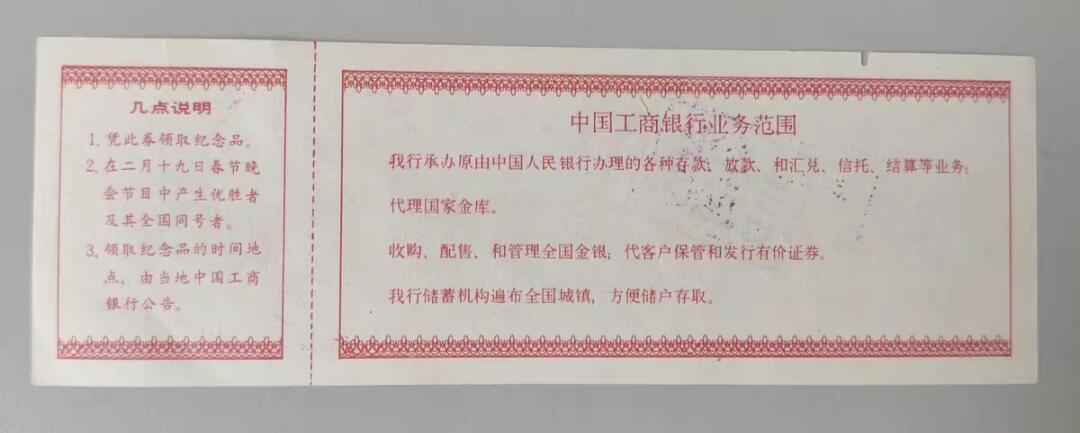 几点说明
1. 凭此券领取纪念品。
2. 在二月十九日春节晚
会节目中产生优胜者
及其全国同号者。
3. 领取纪念品的时间地
点，由当地中国工商
银行公告。
中国工商银行业务范围
我行承办原由中国人民银行办理的各种存款、放款、和汇兑、信托、结算等业务；
代理国家金库。
收购、配售、和管理全国金银；代客户保管和发行有价证券。
我行储蓄机构遍布全国城镇，方便储户存取。